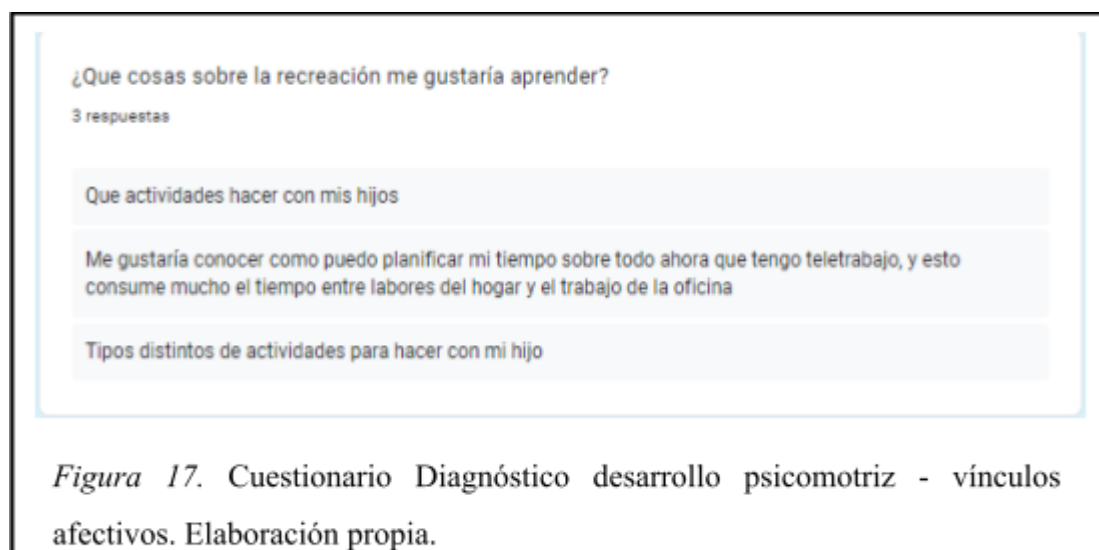 ¿Que cosas sobre la recreación me gustaría aprender?
3 respuestas
Que actividades hacer con mis hijos
Me gustaría conocer como puedo planificar mi tiempo sobre todo ahora que tengo teletrabajo, y esto
consume mucho el tiempo entre labores del hogar y el trabajo de la oficina
Tipos distintos de actividades para hacer con mi hijo
Figura 17. Cuestionario Diagnóstico desarrollo psicomotriz - vínculos
afectivos. Elaboración propia.